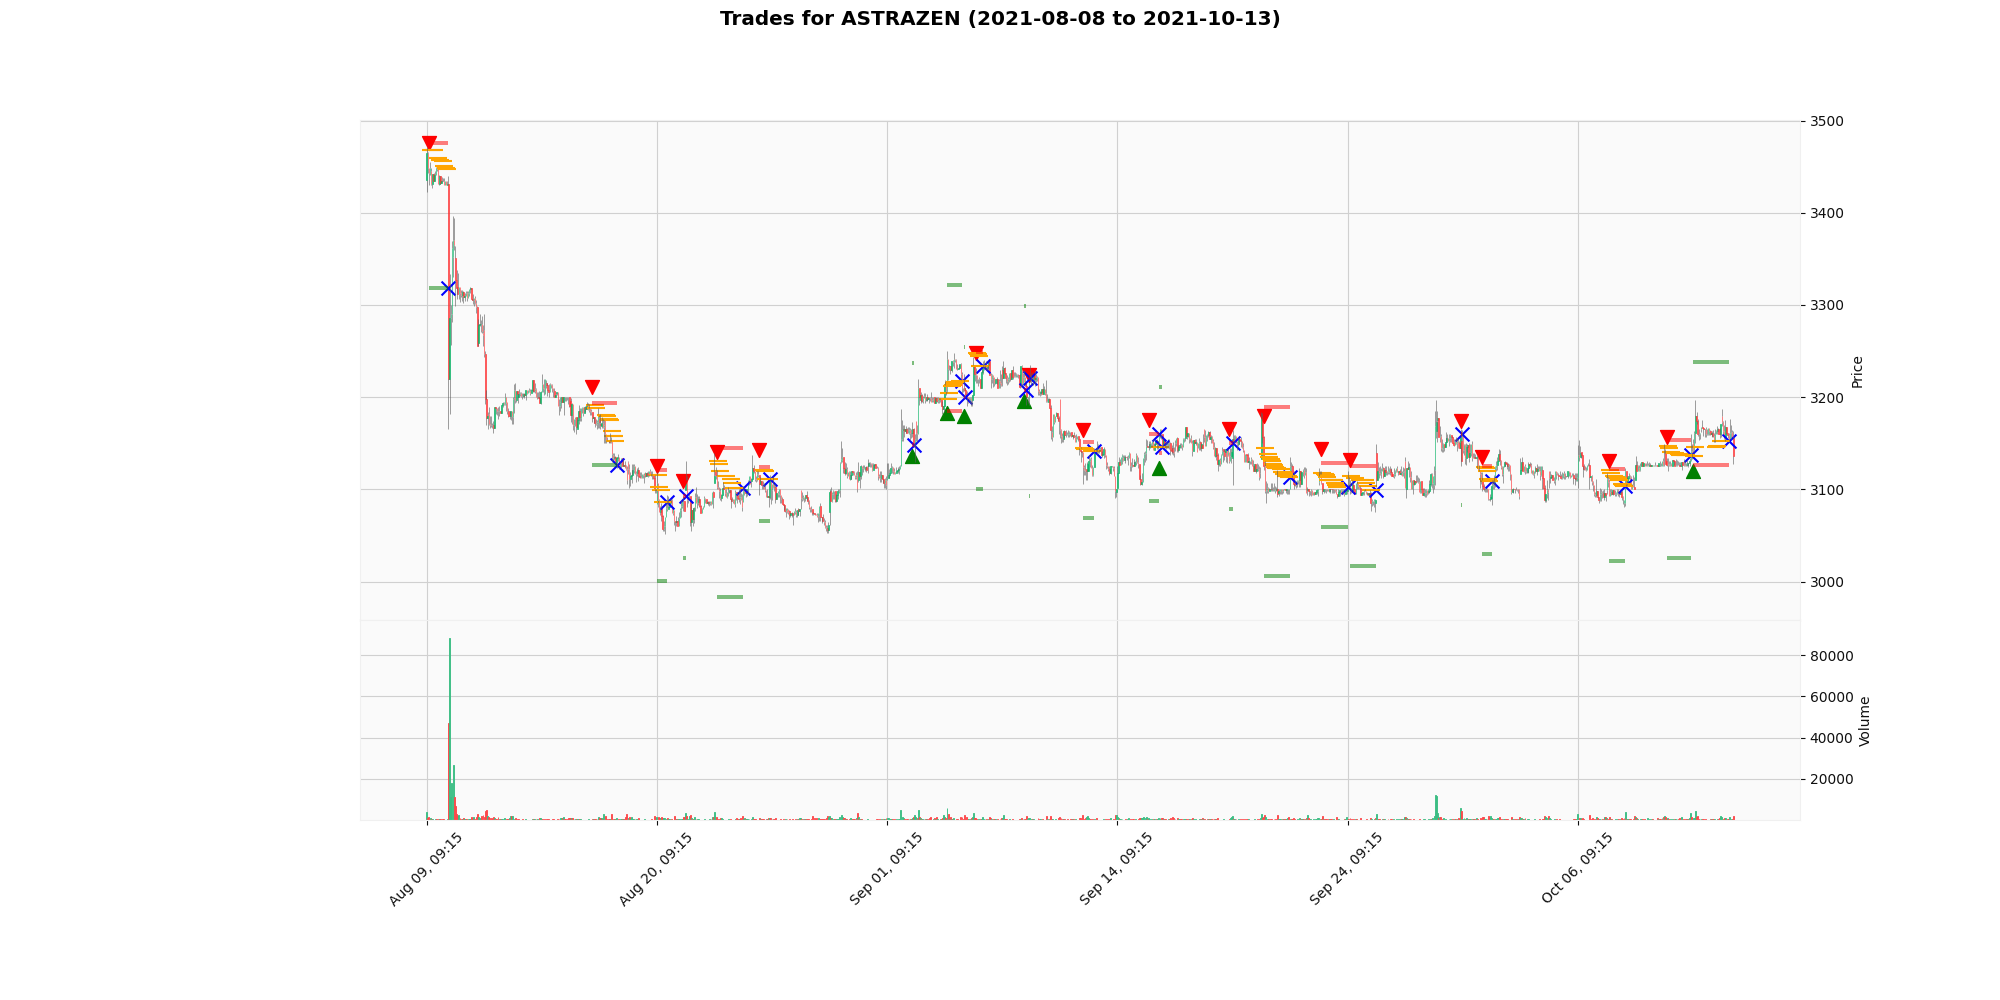 Trades for ASTRAZEN (2021-08-08 to 2021-10-13)
3500
3400
3300
3200
3100
3000
Price
80000
60000
40000
20000
Volume
Aug 09, 09:15
Aug 20, 09:15
Sep 01, 09:15
Sep 14, 09:15
Sep 24, 09:15
Oct 06, 09:15